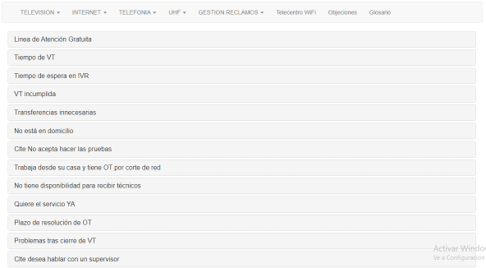 TELEVISION INTERNET TELEFONIA UHF GESTION RECLAMOS Telecentro WiFi Objeciones Glosario
Linea de Atención Gratuita
Tiempo de VT
Tiempo de espera en IVR
VT incumplida
Transferencias innecesarias
No está en domicilio
Clte No acepta hacer las pruebas
Trabaja desde su casa y tiene OT por corte de red
No tiene disponibilidad para recibir técnicos
Quiere el servicio YA
Plazo de resolución de OT
Problemas tras cierre de VT
Clte desea hablar con un supervisor
Activar Window
Ve a Configuración